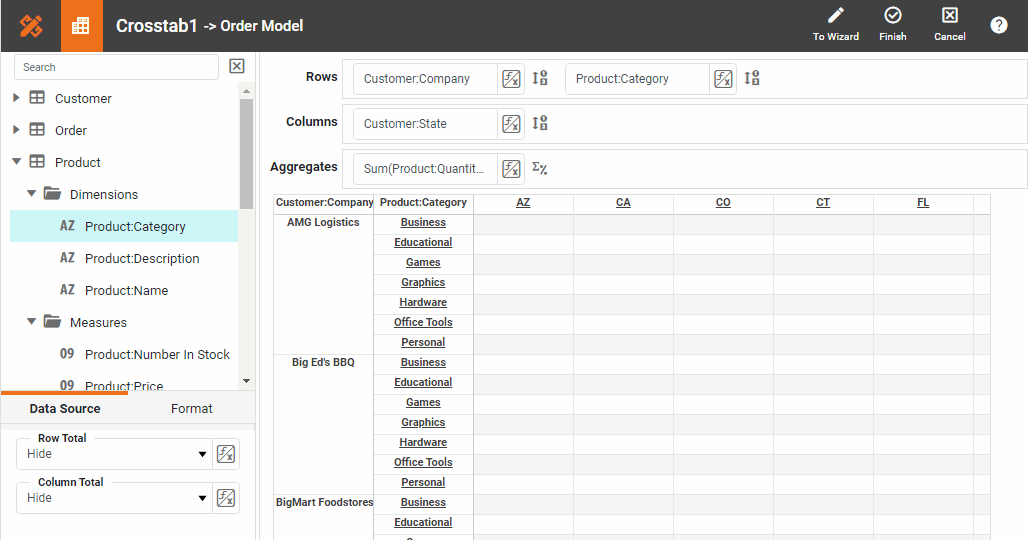 Crosstab1 -> Order Model
To Wizard
Finish
Cancel
?
Search
Customer
Order
Product
Dimensions
AZ Product:Category
AZ Product:Description
AZ Product:Name
Measures
09 Product:Number In Stock
09 Product:Price
Data Source Format
Row Total
Hide
Column Total
Hide
Rows Customer:Company Product:Category
Columns Customer:State
Aggregates Sum(Product:Quantit...
Customer:Company Product:Category AZ CA CO CT FL
AMG Logistics Business
Educational
Games
Graphics
Hardware
Office Tools
Personal
Big Ed's BBQ Business
Educational
Games
Graphics
Hardware
Office Tools
Personal
BigMart Foodstores Business
Educational